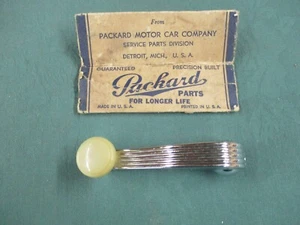 From
PACKARD MOTOR CAR COMPANY
SERVICE PARTS DIVISION
DETROIT, MICH., U. S. A.
GUARANTEED PRECISION BUILT
Packard
PARTS
FOR LONGER LIFE
MADE IN U. S. A. PRINTED IN U. S. A.